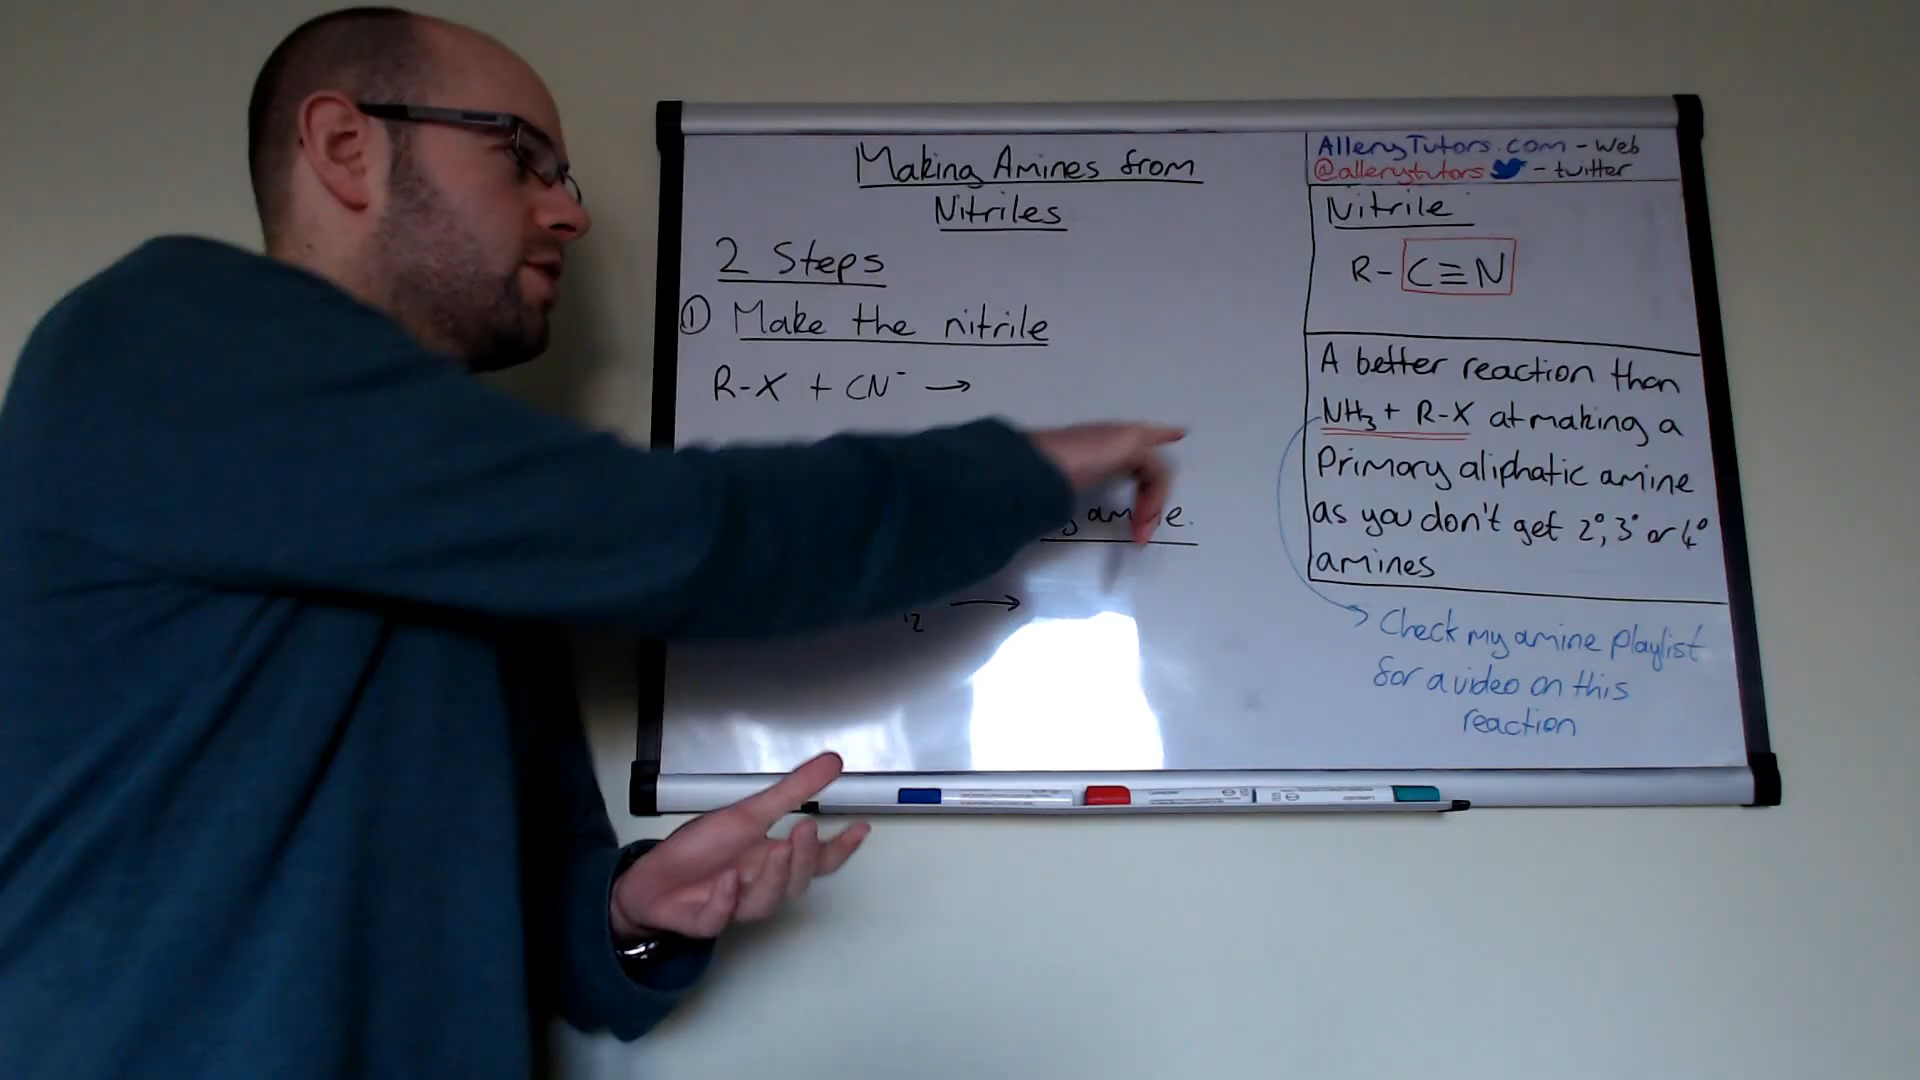 Making Amines from
Nitriles
2 Steps
① Make the nitrile
R-X + CN⁻ →
→
AlleryTutors.com - Web
@allerytutors - twitter
Nitrile
R-C≡N
A better reaction than
NH₃ + R-X at making a
Primary aliphatic amine
as you don't get 2°, 3° or 4°
amines
→ Check my amine playlist
for a video on this
reaction